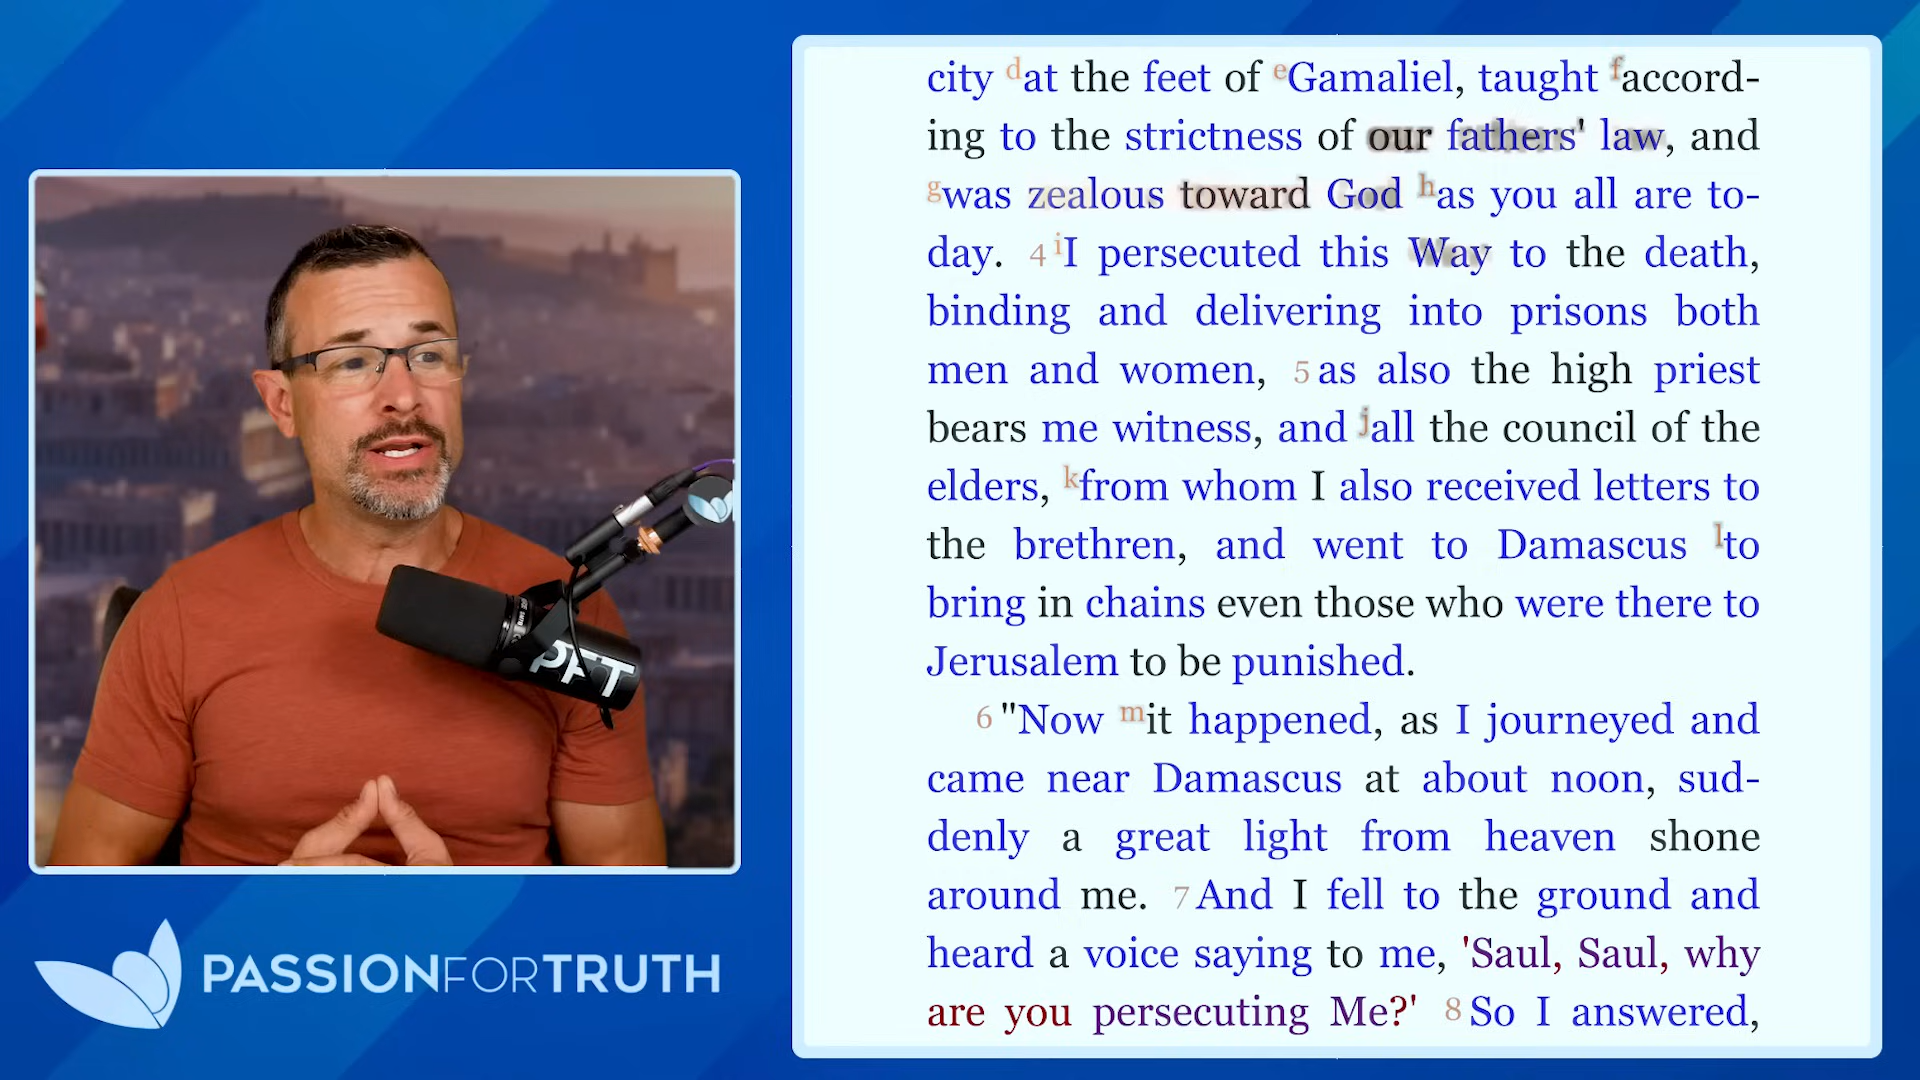 city dat the feet of eGamaliel, taught faccord-
ing to the strictness of our fathers' law, and
gwas zealous toward God has you all are to-
day. 4 iI persecuted this Way to the death,
binding and delivering into prisons both
men and women, 5 as also the high priest
bears me witness, and jall the council of the
elders, kfrom whom I also received letters to
the brethren, and went to Damascus lto
bring in chains even those who were there to
Jerusalem to be punished.
6 "Now mit happened, as I journeyed and
came near Damascus at about noon, sud-
denly a great light from heaven shone
around me. 7 And I fell to the ground and
heard a voice saying to me, 'Saul, Saul, why
are you persecuting Me?' 8 So I answered,
PFT
PASSIONFORTRUTH